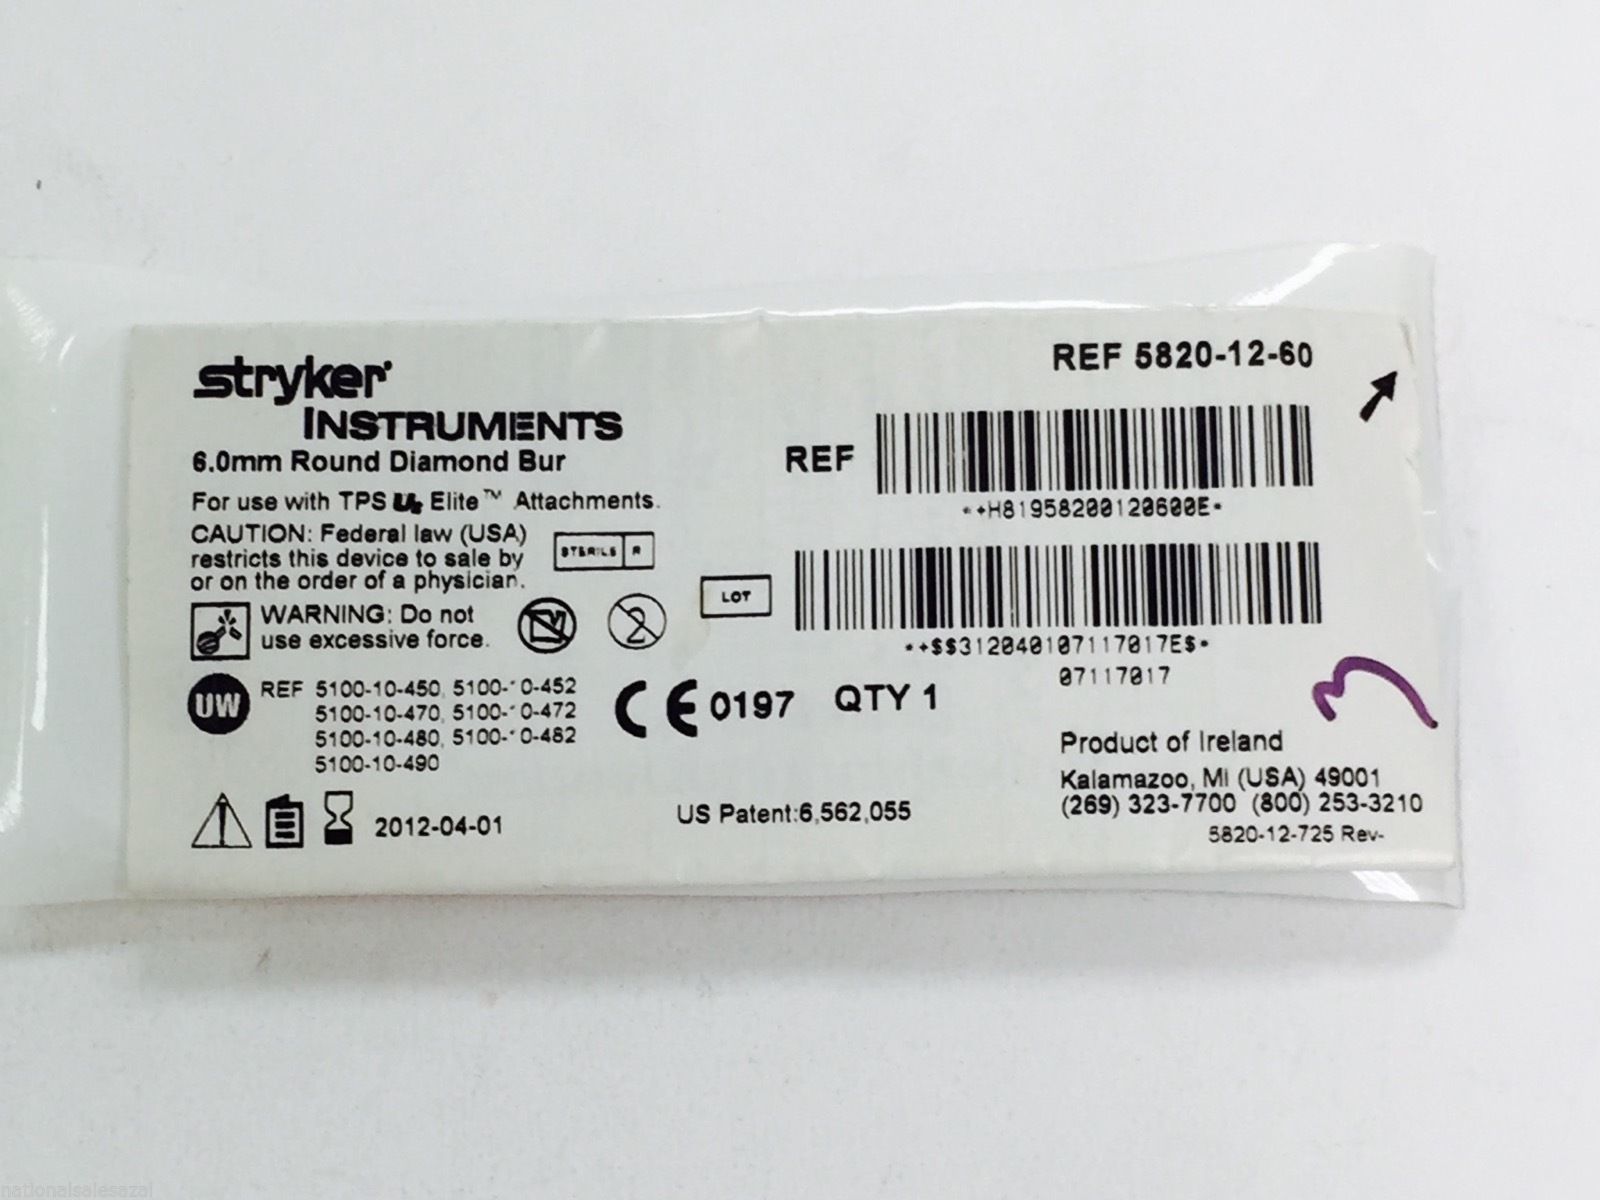 stryker
INSTRUMENTS
6.0mm Round Diamond Bur
For use with TPS Elite™ Attachments.
CAUTION: Federal law (USA)
restricts this device to sale by
or on the order of a physician.
STERILE R
WARNING: Do not
use excessive force.
2
UW
REF 5100-10-450, 5100-10-452
5100-10-470, 5100-10-472
5100-10-480, 5100-10-482
5100-10-490
2012-04-01
CE 0197 QTY 1
US Patent:6,562,055
REF 5820-12-60
REF
*+H81958200120600E*
LOT
*+$$312040107117017E$*
07117017
Product of Ireland
Kalamazoo, MI (USA) 49001
(269) 323-7700 (800) 253-3210
5820-12-725 Rev-
nationalsalesazal